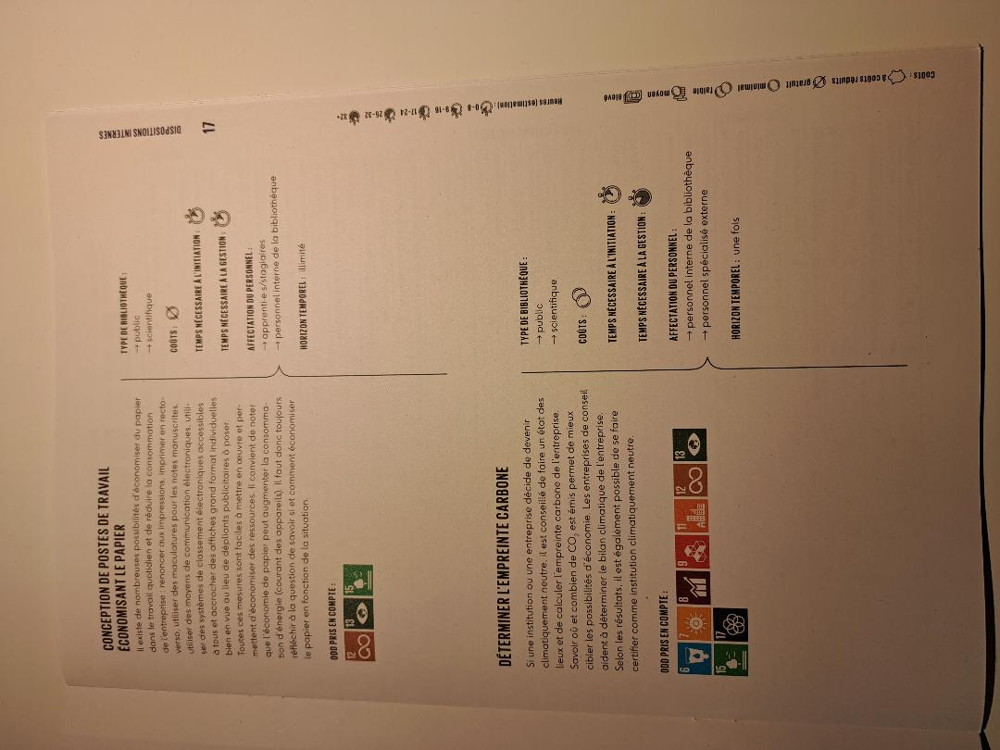 DISPOSITIONS INTERNES
17
CONCEPTION DE POSTES DE TRAVAIL
ÉCONOMISANT LE PAPIER
Il existe de nombreuses possibilités d'économiser du papier
dans le travail quotidien et de réduire la consommation
de l'entreprise : renoncer aux impressions, imprimer en recto-
verso, utiliser des maculatures pour les notes manuscrites,
utiliser des moyens de communication électroniques, utili-
ser des systèmes de classement électroniques accessibles
à tous et accrocher des affiches grand format individuelles
bien en vue au lieu de dépliants publicitaires à poser.
Toutes ces mesures sont faciles à mettre en œuvre et per-
mettent d'économiser des ressources. Il convient de noter
que l'économie de papier peut augmenter la consomma-
tion d'énergie (courant des appareils). Il faut donc toujours
réfléchir à la question de savoir si et comment économiser
le papier en fonction de la situation.
ODD PRIS EN COMPTE :
12 13 15
TYPE DE BIBLIOTHÈQUE :
→ public
→ scientifique
COÛTS :
TEMPS NÉCESSAIRE À L'INITIATION :
TEMPS NÉCESSAIRE À LA GESTION :
AFFECTATION DU PERSONNEL :
→ apprenti·e·s/stagiaires
→ personnel interne de la bibliothèque
HORIZON TEMPOREL : illimité
DÉTERMINER L'EMPREINTE CARBONE
Si une institution ou une entreprise décide de devenir
climatiquement neutre, il est conseillé de faire un état des
lieux et de calculer l'empreinte carbone de l'entreprise.
Savoir où et combien de CO₂ est émis permet de mieux
cibler les possibilités d'économie. Les entreprises de conseil
aident à déterminer le bilan climatique de l'entreprise.
Selon les résultats, il est également possible de se faire
certifier comme institution climatiquement neutre.
ODD PRIS EN COMPTE :
6 7 8 9 11 12 13
15 17
TYPE DE BIBLIOTHÈQUE :
→ public
→ scientifique
COÛTS :
TEMPS NÉCESSAIRE À L'INITIATION :
TEMPS NÉCESSAIRE À LA GESTION :
AFFECTATION DU PERSONNEL :
→ personnel interne de la bibliothèque
→ personnel spécialisé externe
HORIZON TEMPOREL : une fois
Coûts : à coûts réduits gratuit minimal faible moyen élevé
Heures (estimation) : 0-8 9-16 17-24 25-32 32+